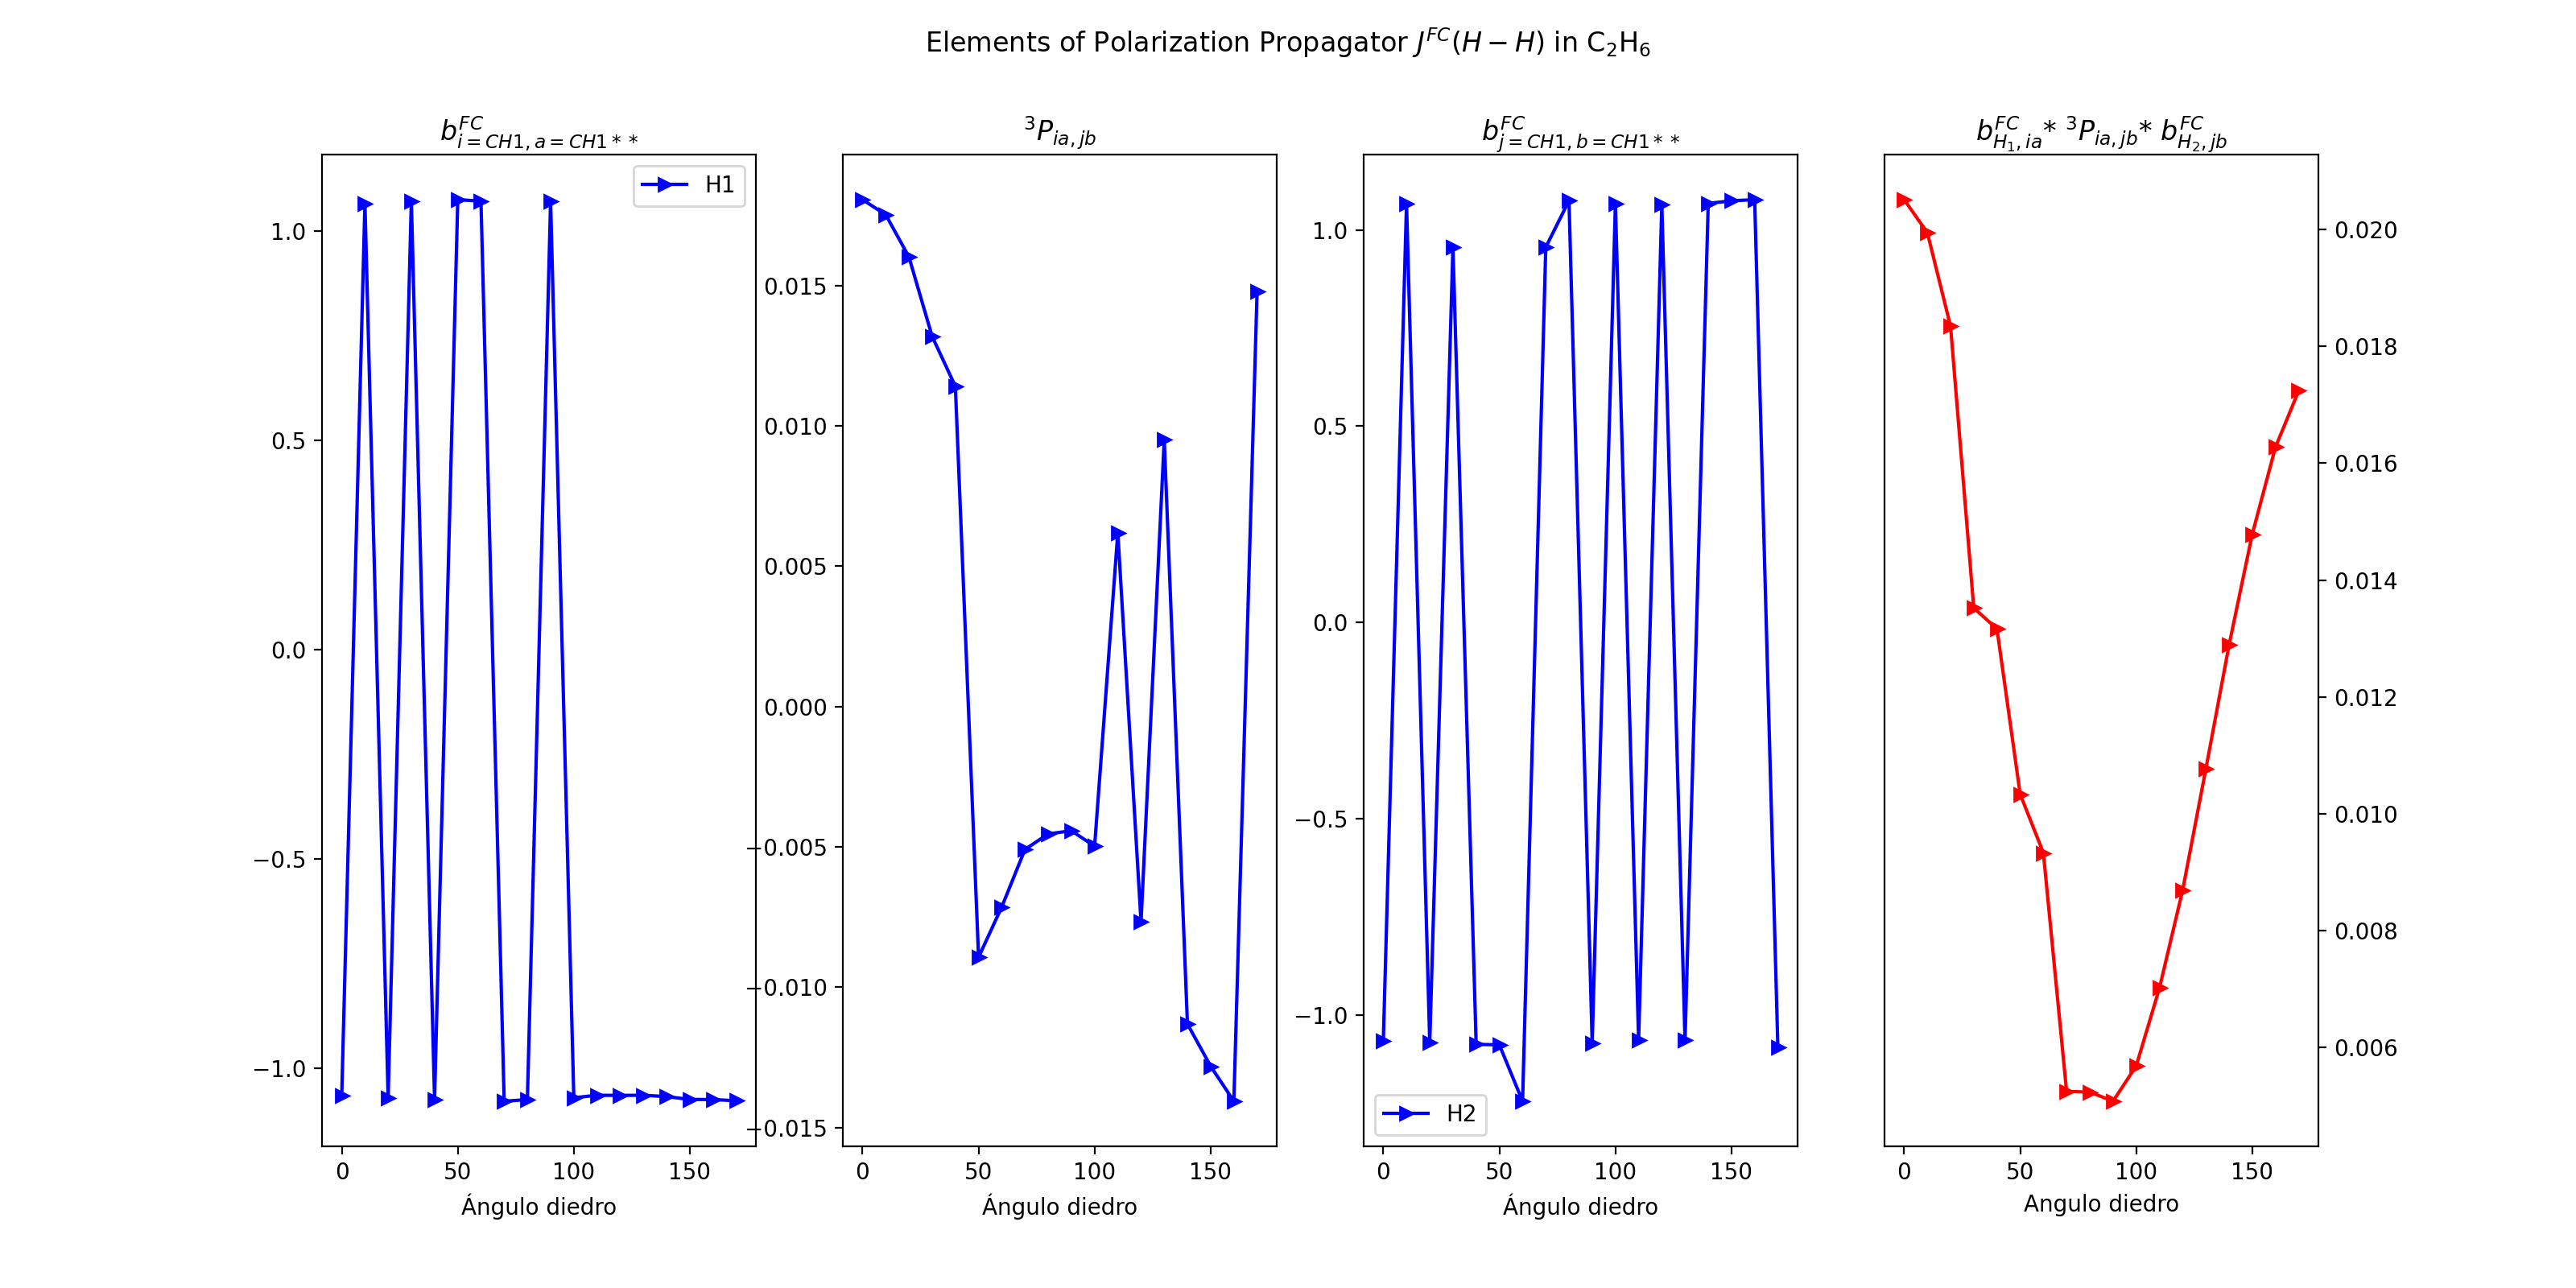 Elements of Polarization Propagator J^{FC}(H − H) in C₂H₆
b^{FC}_{i=CH1, a=CH1**}
H1
1.0
0.5
0.0
−0.5
−1.0
0 50 100 150
Ángulo diedro
³P_{ia, jb}
0.015
0.010
0.005
0.000
−0.005
−0.010
−0.015
0 50 100 150
Ángulo diedro
b^{FC}_{j=CH1, b=CH1**}
1.0
0.5
0.0
−0.5
−1.0
H2
0 50 100 150
Ángulo diedro
b^{FC}_{H₁, ia}* ³P_{ia, jb}* b^{FC}_{H₂, jb}
0.020
0.018
0.016
0.014
0.012
0.010
0.008
0.006
0 50 100 150
Angulo diedro